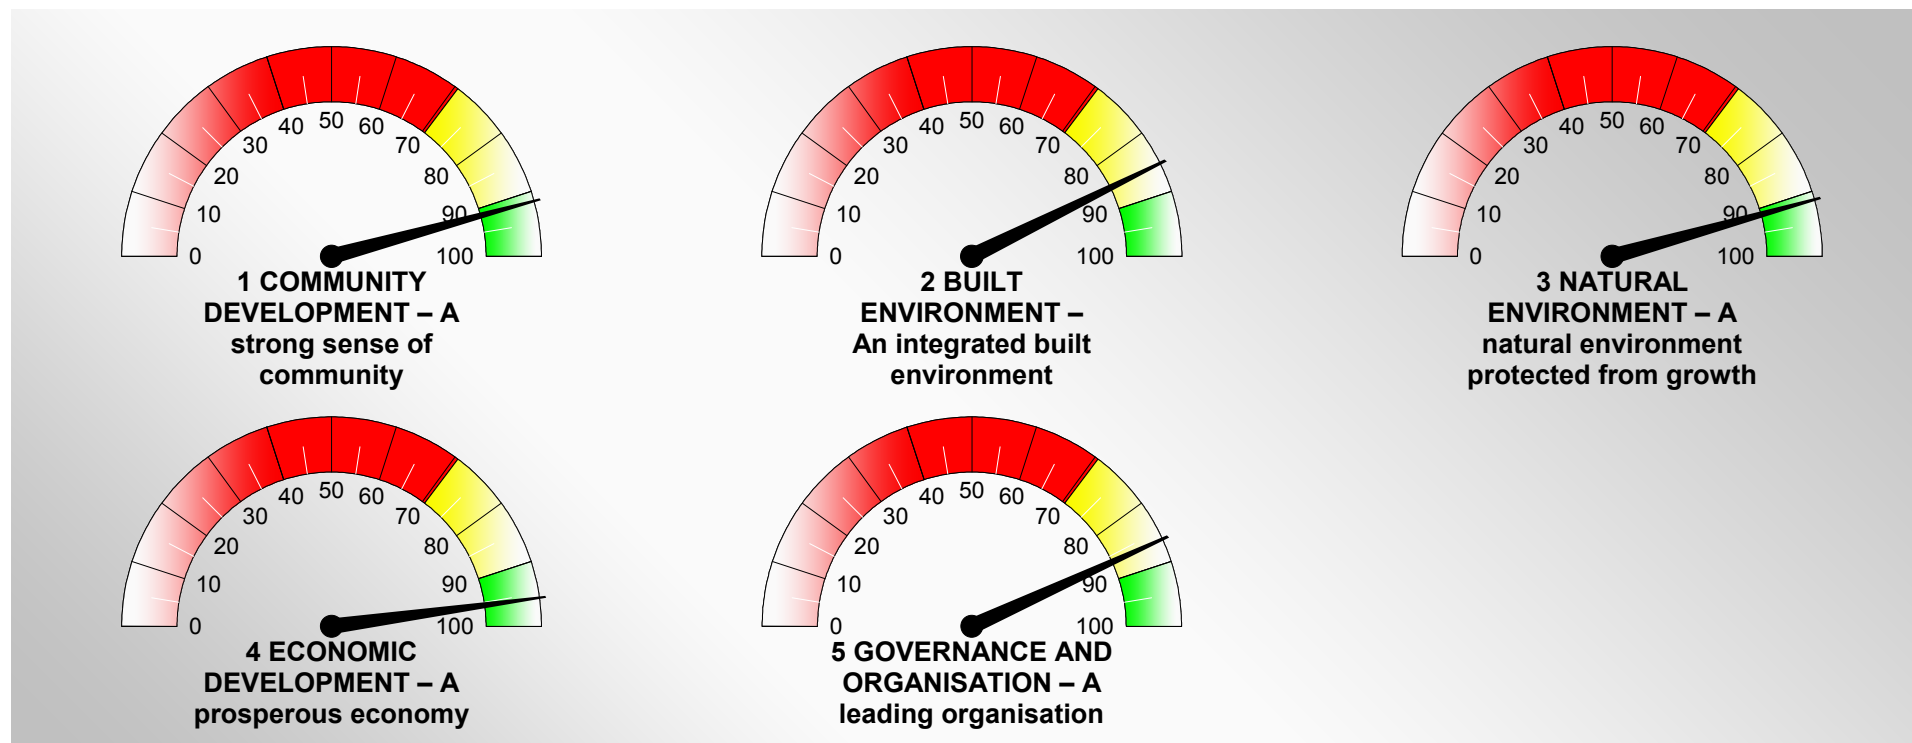 0 10 20 30 40 50 60 70 80 90 100
1 COMMUNITY
DEVELOPMENT – A
strong sense of
community
0 10 20 30 40 50 60 70 80 90 100
2 BUILT
ENVIRONMENT –
An integrated built
environment
0 10 20 30 40 50 60 70 80 90 100
3 NATURAL
ENVIRONMENT – A
natural environment
protected from growth
0 10 20 30 40 50 60 70 80 90 100
4 ECONOMIC
DEVELOPMENT – A
prosperous economy
0 10 20 30 40 50 60 70 80 90 100
5 GOVERNANCE AND
ORGANISATION – A
leading organisation